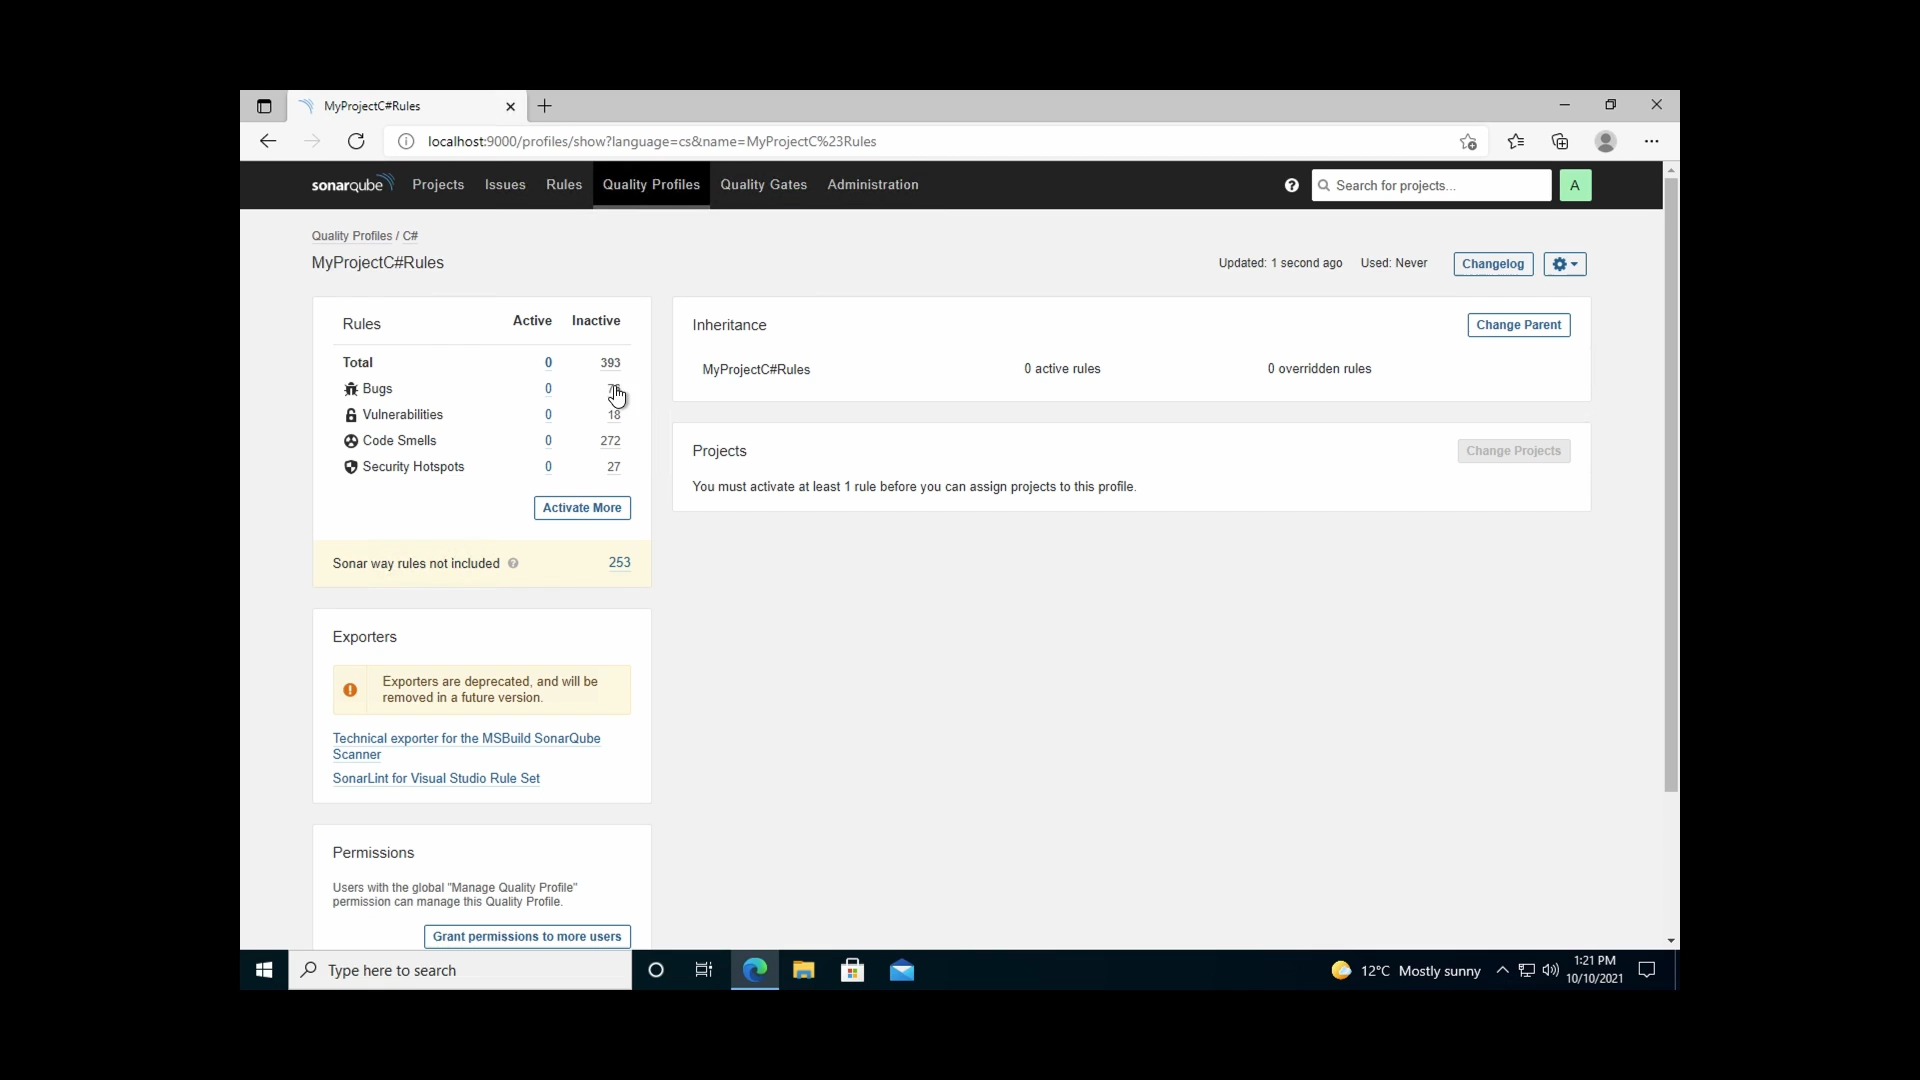 MyProjectC#Rules
localhost:9000/profiles/show?language=cs&name=MyProjectC%23Rules
sonarqube Projects Issues Rules Quality Profiles Quality Gates Administration Search for projects... A
Quality Profiles / C#
MyProjectC#Rules
Updated: 1 second ago Used: Never Changelog
Rules Active Inactive
Total 0 393
Bugs 0
Vulnerabilities 0 18
Code Smells 0 272
Security Hotspots 0 27
Activate More
Sonar way rules not included 253
Inheritance Change Parent
MyProjectC#Rules 0 active rules 0 overridden rules
Projects Change Projects
You must activate at least 1 rule before you can assign projects to this profile.
Exporters
Exporters are deprecated, and will be
removed in a future version.
Technical exporter for the MSBuild SonarQube
Scanner
SonarLint for Visual Studio Rule Set
Permissions
Users with the global "Manage Quality Profile"
permission can manage this Quality Profile.
Grant permissions to more users
Type here to search
12°C Mostly sunny
1:21 PM
10/10/2021